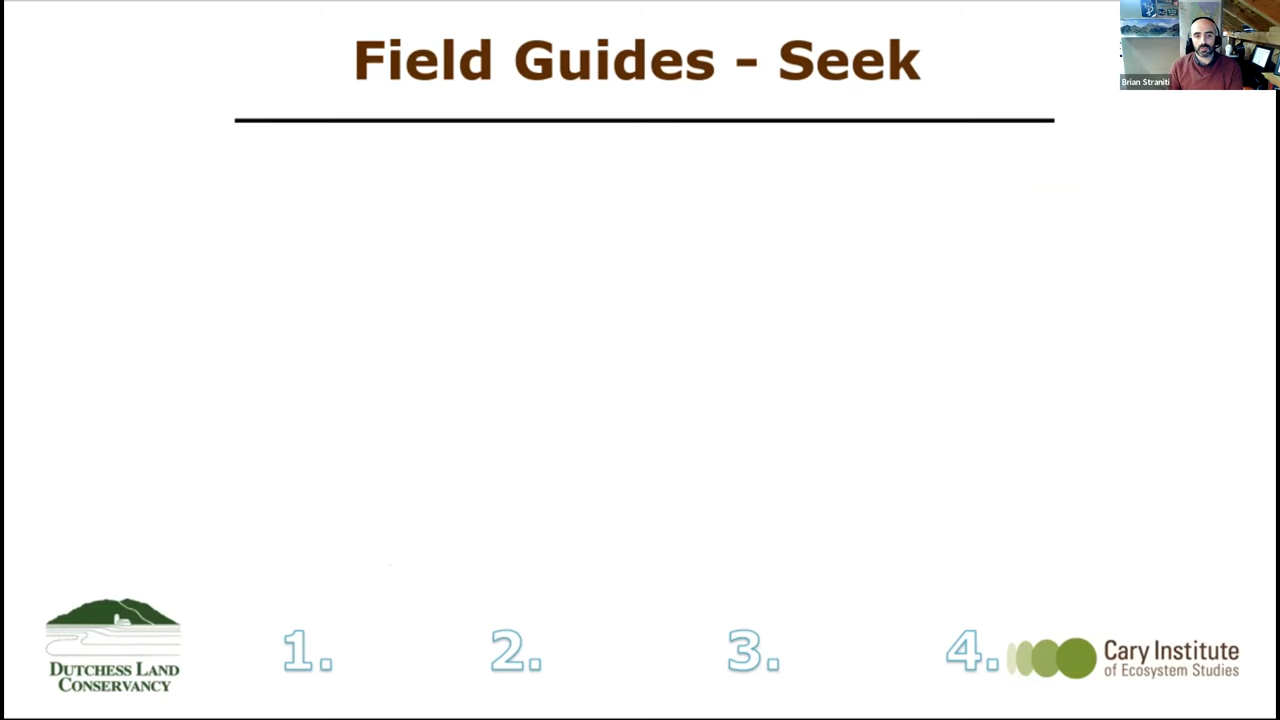 Field Guides - Seek
Brian Straniti
1. 2. 3. 4.
DUTCHESS LAND
CONSERVANCY
Cary Institute
of Ecosystem Studies